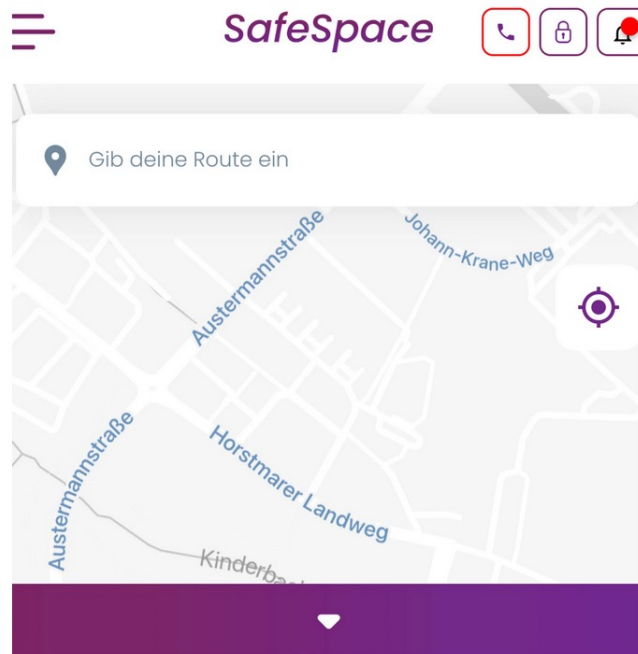 SafeSpace
Gib deine Route ein
Austermannstraße
Johann-Krane-Weg
Austermannstraße
Horstmarer Landweg